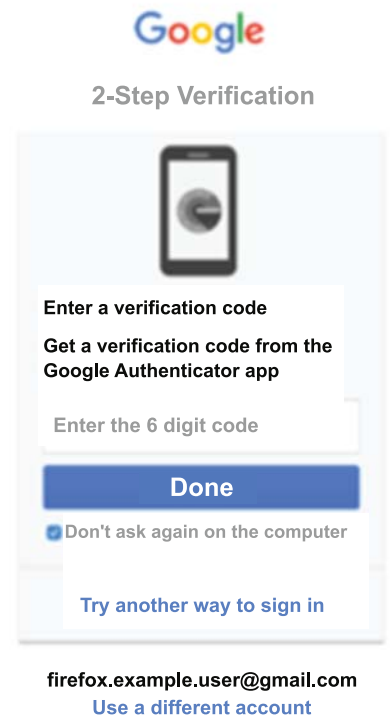 Google
2-Step Verification
Enter a verification code
Get a verification code from the
Google Authenticator app
Enter the 6 digit code
Done
Don't ask again on the computer
Try another way to sign in
firefox.example.user@gmail.com
Use a different account